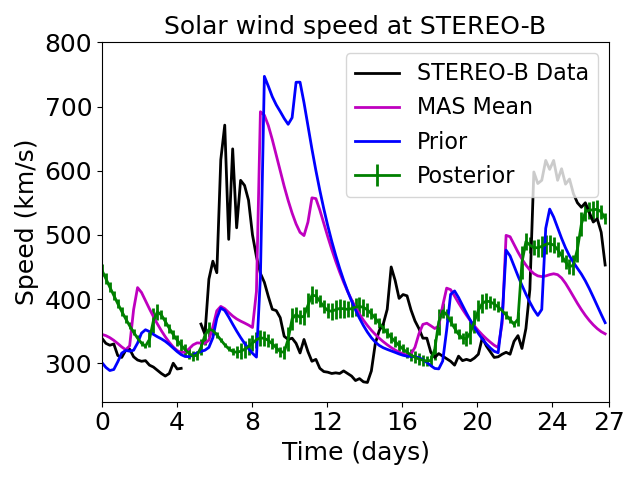 Solar wind speed at STEREO-B
Speed (km/s)
800
700
600
500
400
300
STEREO-B Data
MAS Mean
Prior
Posterior
0 4 8 12 16 20 24 27
Time (days)